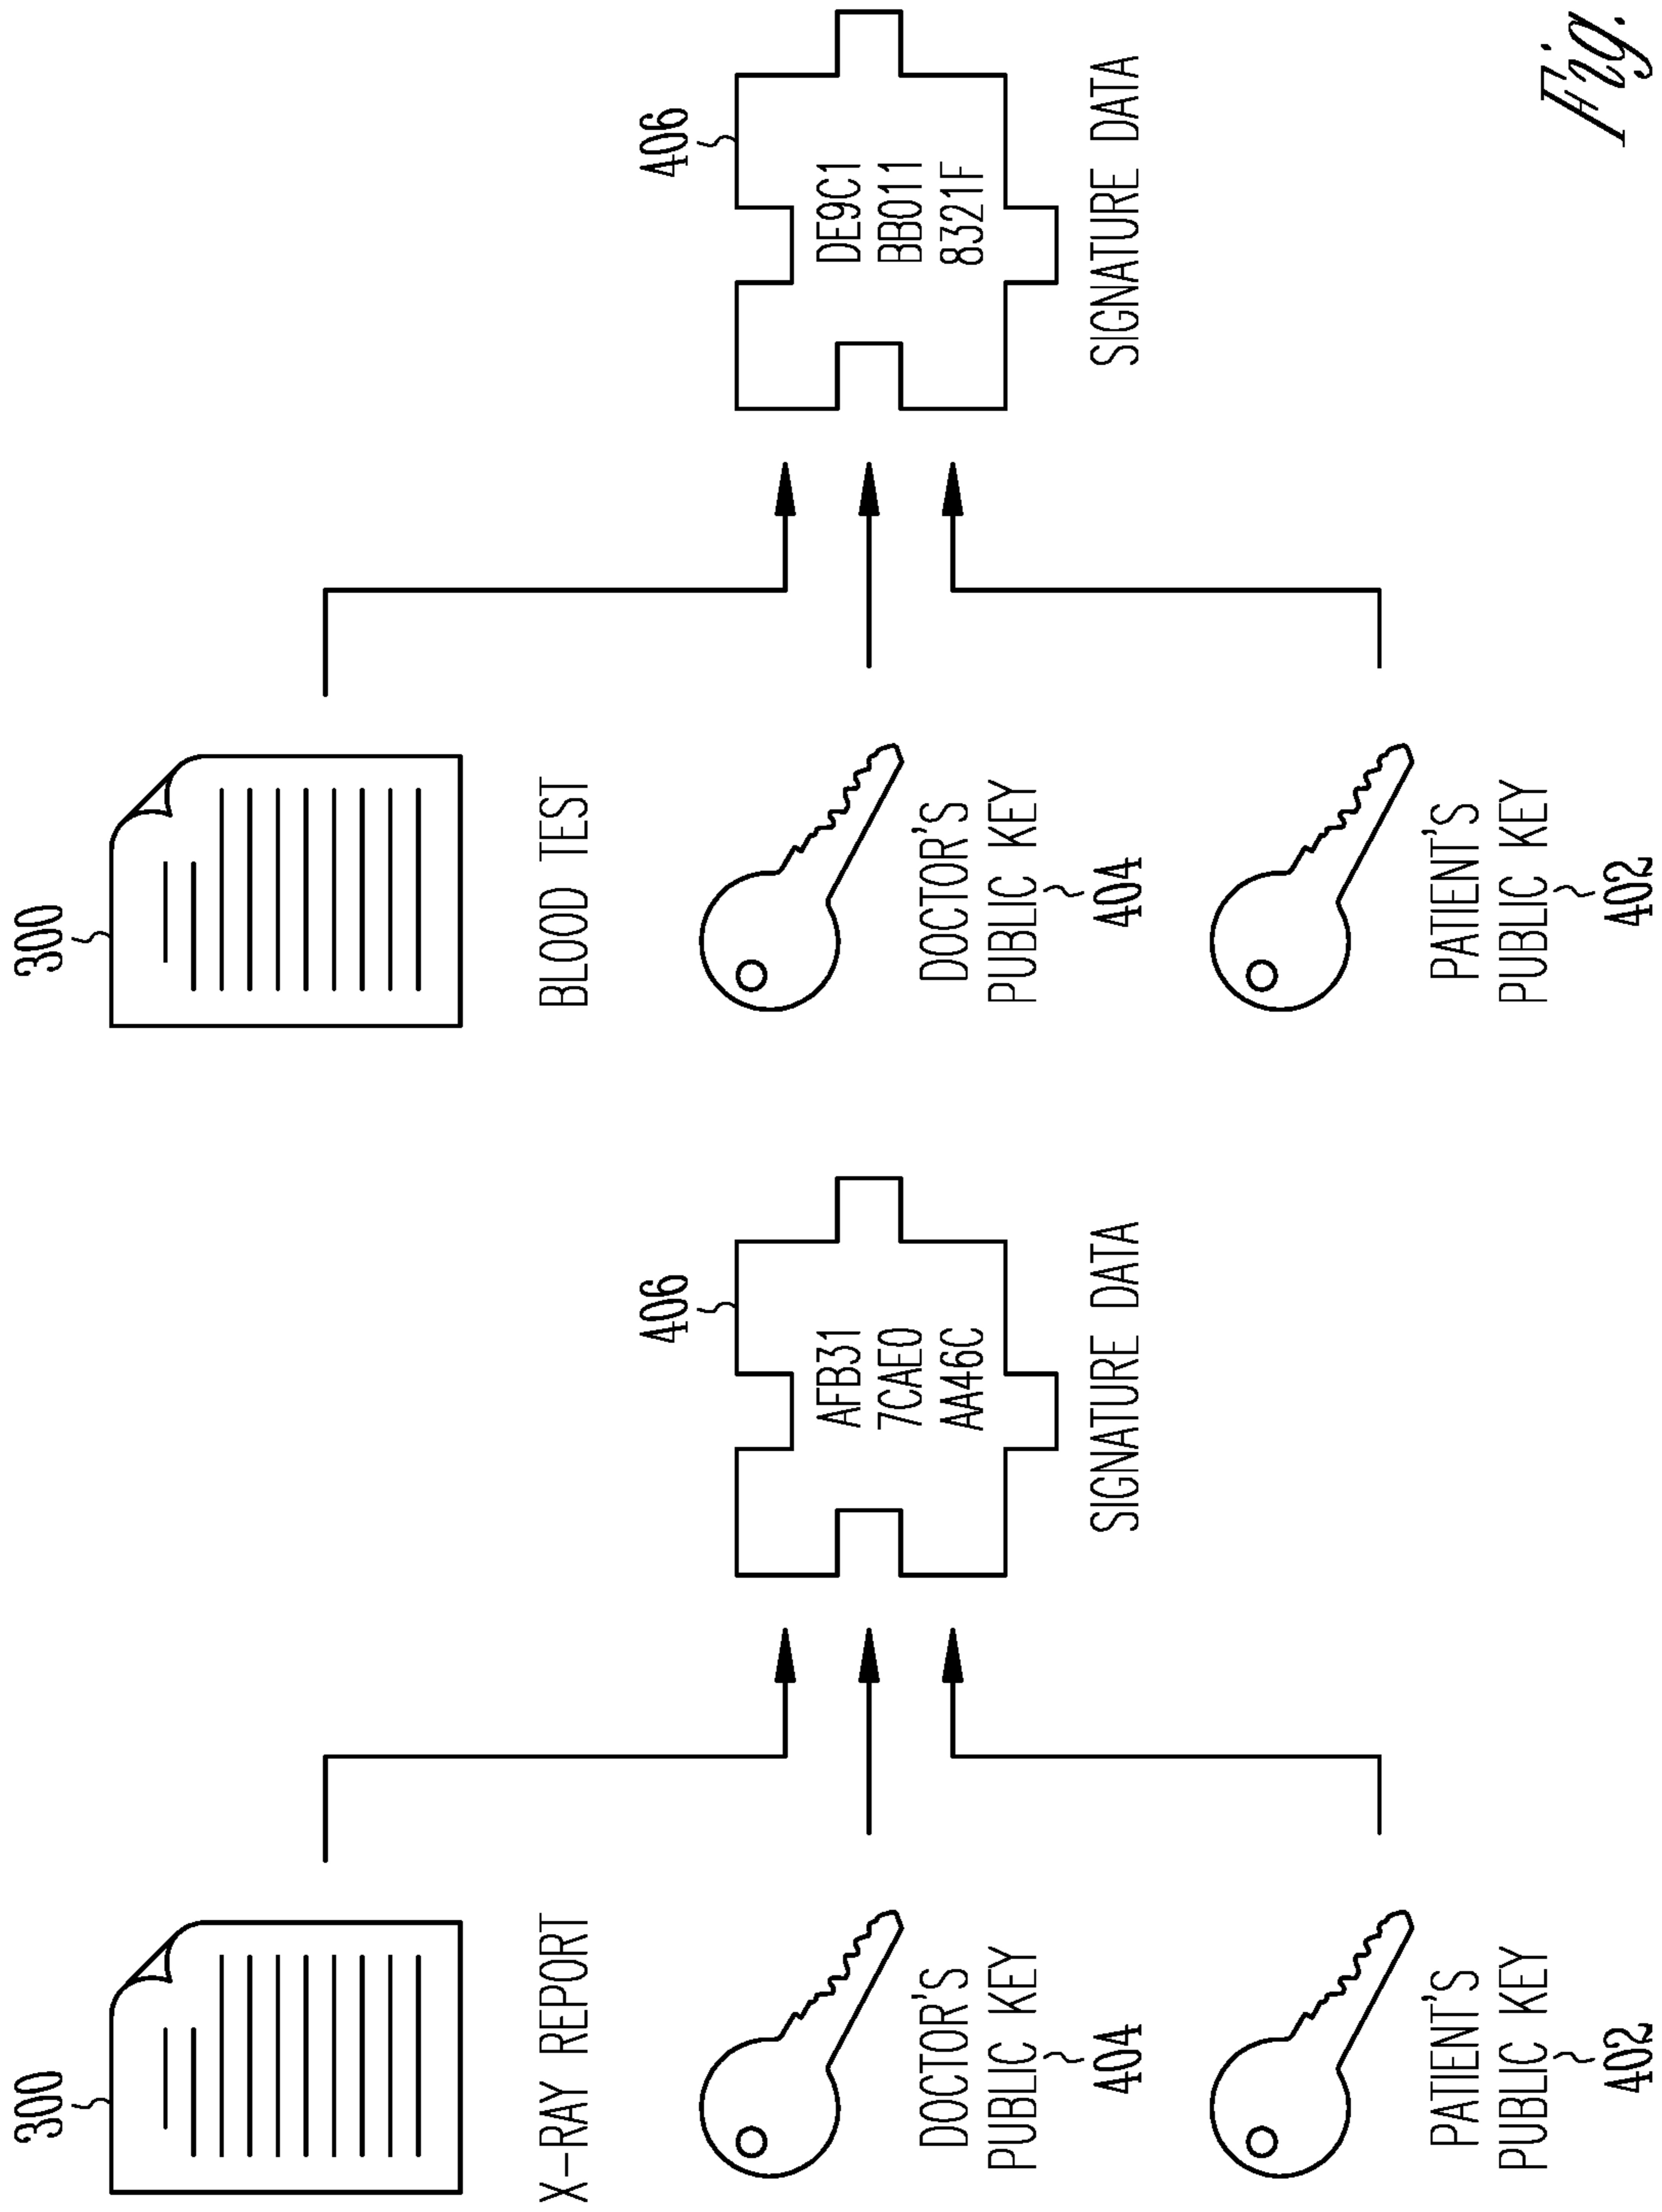 300
X-RAY REPORT
DOCTOR'S
PUBLIC KEY
404
PATIENT'S
PUBLIC KEY
402
406
AFB31
7CAE0
AA46C
SIGNATURE DATA
300
BLOOD TEST
DOCTOR'S
PUBLIC KEY
404
PATIENT'S
PUBLIC KEY
402
406
DE9C1
BB011
8321F
SIGNATURE DATA
Fig.